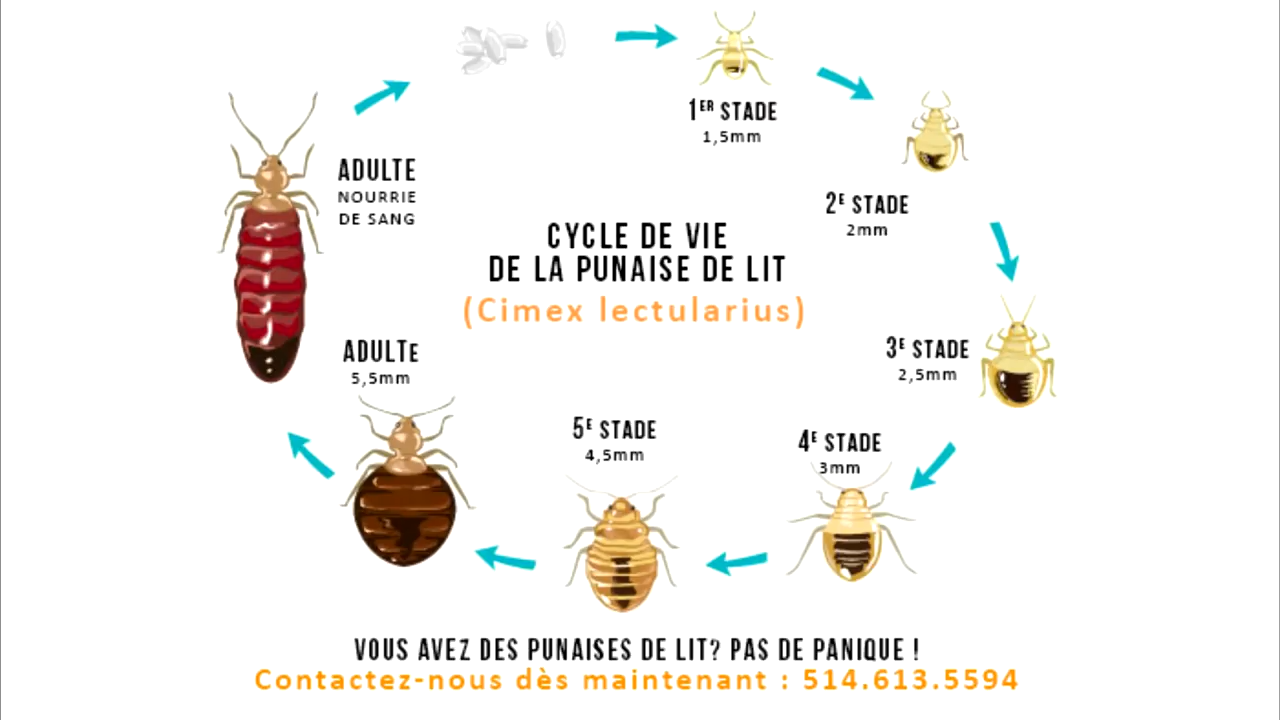 1ER STADE
1,5mm
2E STADE
2mm
3E STADE
2,5mm
4E STADE
3mm
5E STADE
4,5mm
ADULTE
5,5mm
ADULTE
NOURRIE
DE SANG
CYCLE DE VIE
DE LA PUNAISE DE LIT
(Cimex lectularius)
VOUS AVEZ DES PUNAISES DE LIT? PAS DE PANIQUE !
Contactez-nous dès maintenant : 514.613.5594